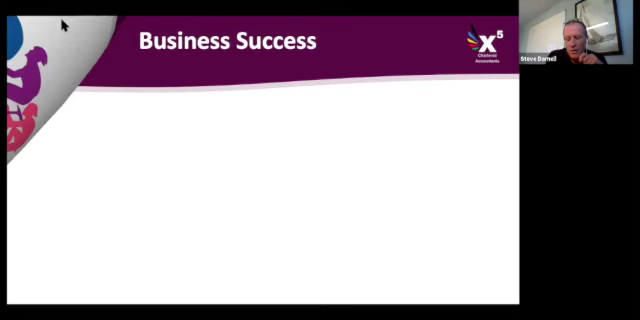 Business Success
x5
Chartered
Accountants
Steve Darnell